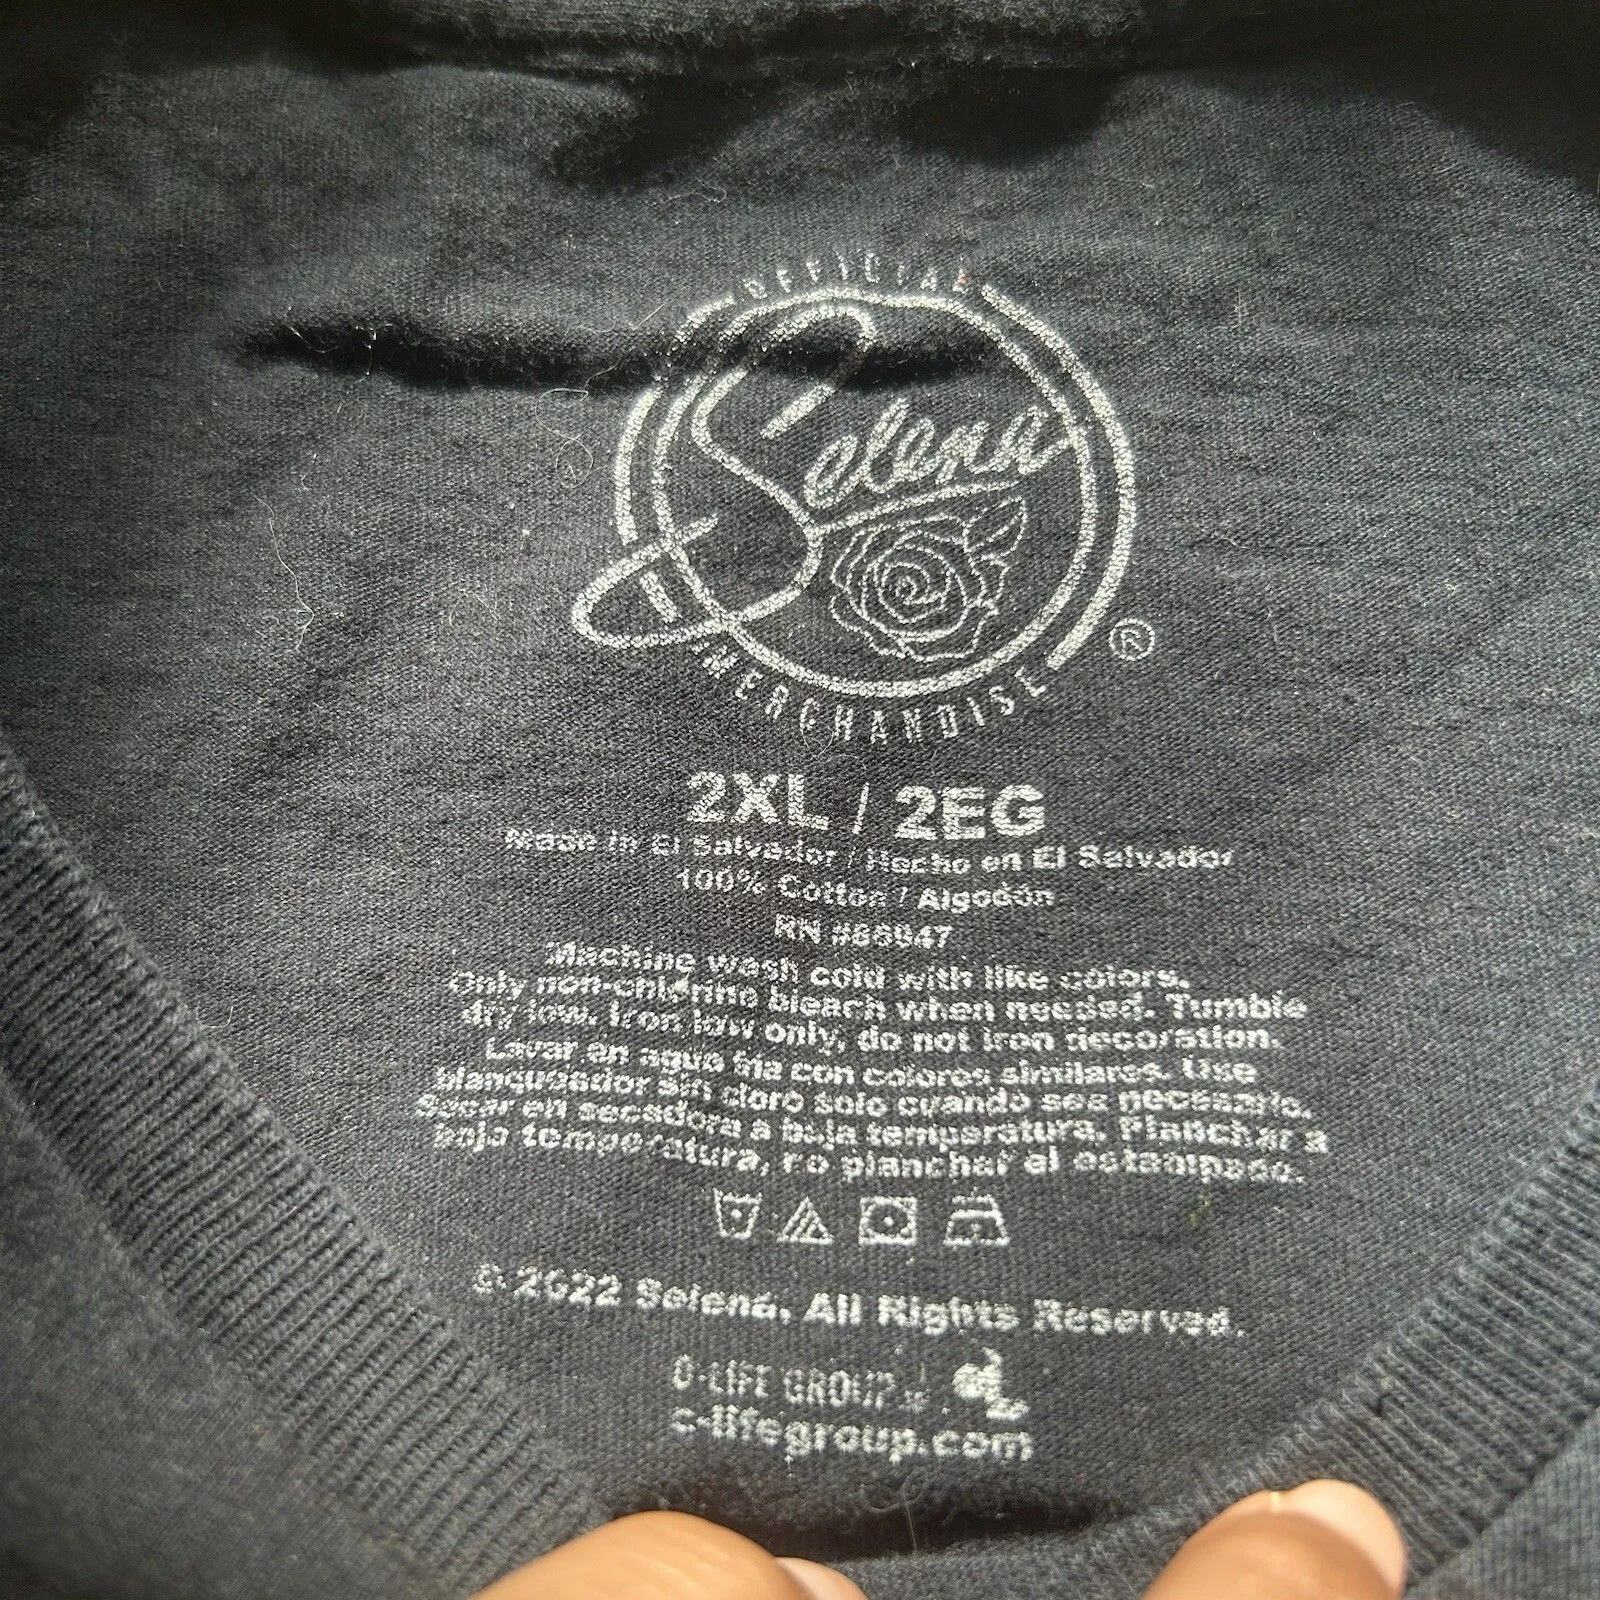 OFFICIAL
Selena
MERCHANDISE ®
2XL / 2EG
Made in El Salvador / Hecho en El Salvador
100% Cotton / Algodón
RN #86947
Machine wash cold with like colors.
Only non-chlorine bleach when needed. Tumble
dry low. Iron low only, do not iron decoration.
Lavar en agua fria con colores similares. Use
blanqueador sin cloro solo cuando sea necesario.
Secar en secadora a baja temperatura. Planchar a
baja temperatura, no planchar el estampado.
© 2022 Selena. All Rights Reserved.
C-LIFE GROUP
c-lifegroup.com